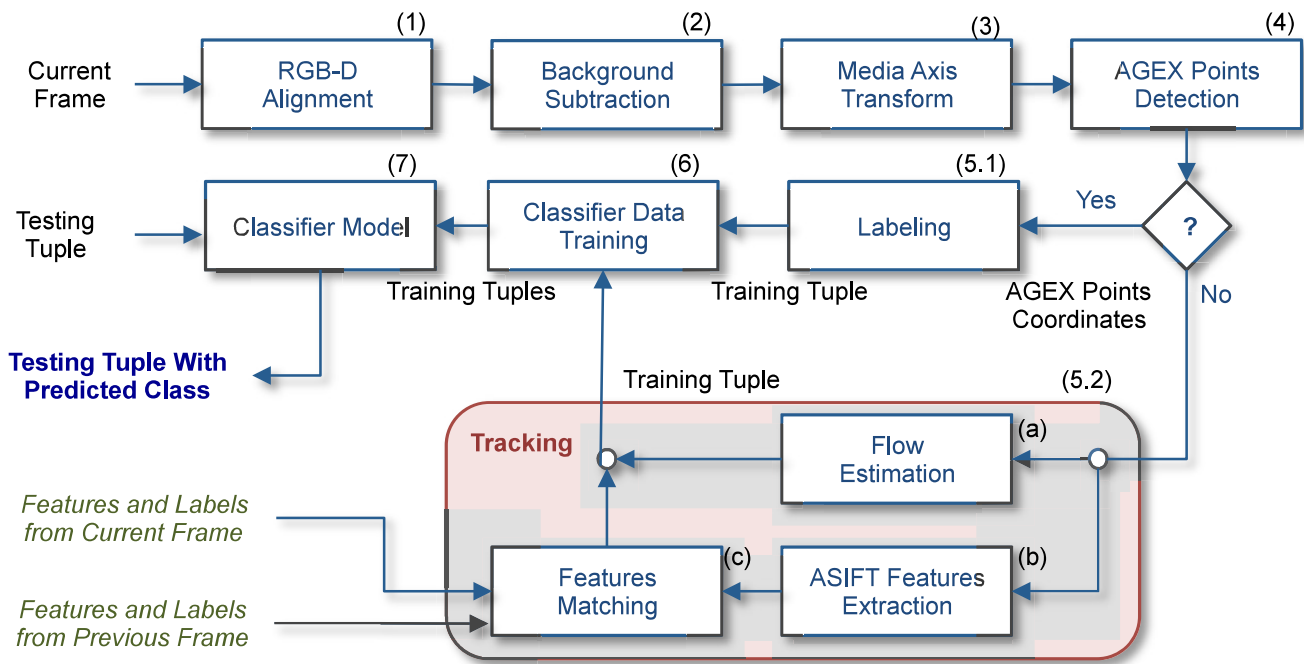 (1)
(2)
(3)
(4)
Current
Frame
RGB-D
Alignment
Background
Subtraction
Media Axis
Transform
AGEX Points
Detection
(7)
(6)
(5.1)
Testing
Tuple
Classifier Model
Classifier Data
Training
Labeling
Yes
?
No
Training Tuples
Training Tuple
AGEX Points
Coordinates
Testing Tuple With
Predicted Class
Training Tuple
(5.2)
Tracking
Flow
Estimation
(a)
Features and Labels
from Current Frame
Features
Matching
(c)
ASIFT Features
Extraction
(b)
Features and Labels
from Previous Frame